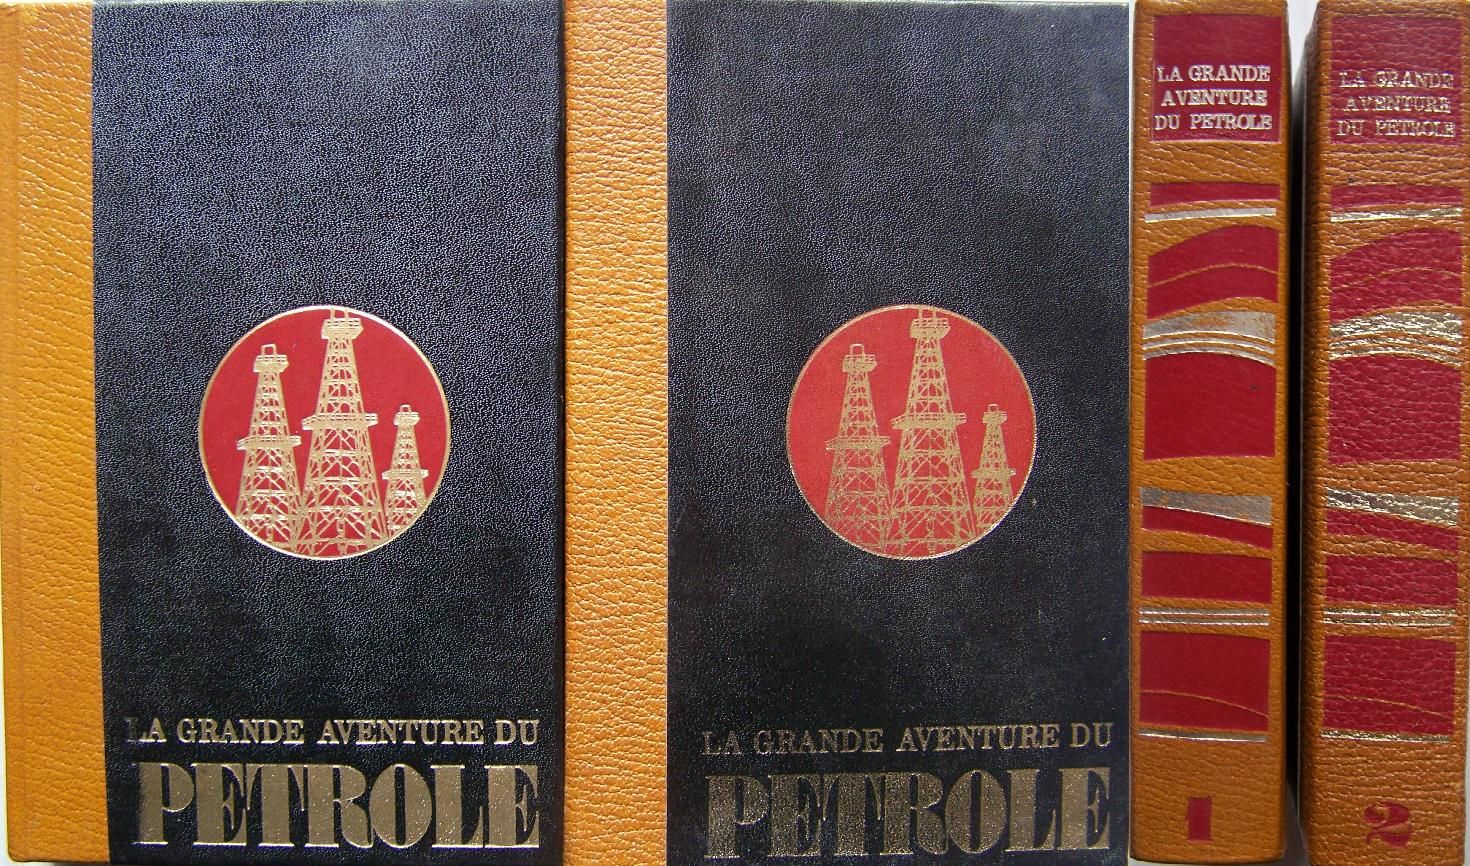 LA GRANDE AVENTURE DU
PETROLE
LA GRANDE AVENTURE DU
PETROLE
LA GRANDE
AVENTURE
DU PETROLE
1
LA GRANDE
AVENTURE
DU PETROLE
2